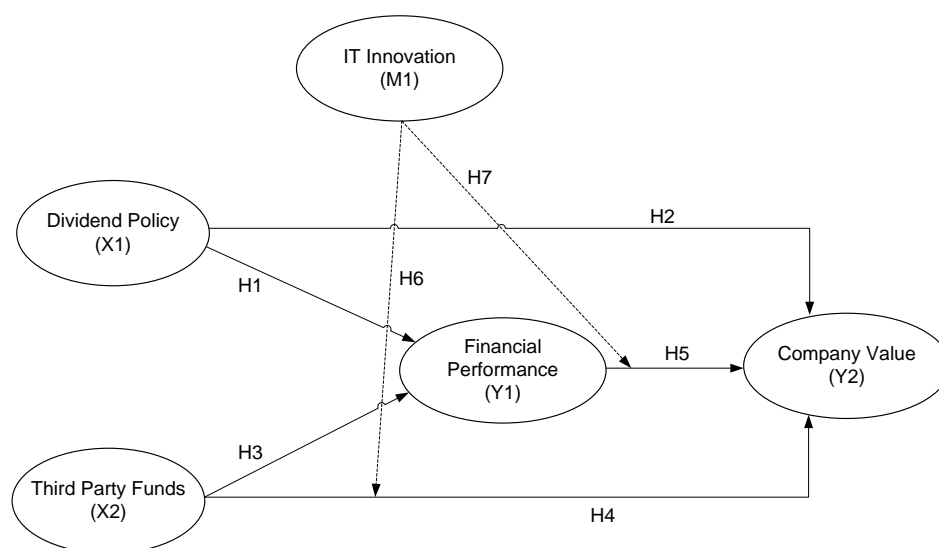 IT Innovation
(M1)
H7
Dividend Policy
(X1)
H2
H1
H6
Financial
Performance
(Y1)
H5
Company Value
(Y2)
H3
Third Party Funds
(X2)
H4